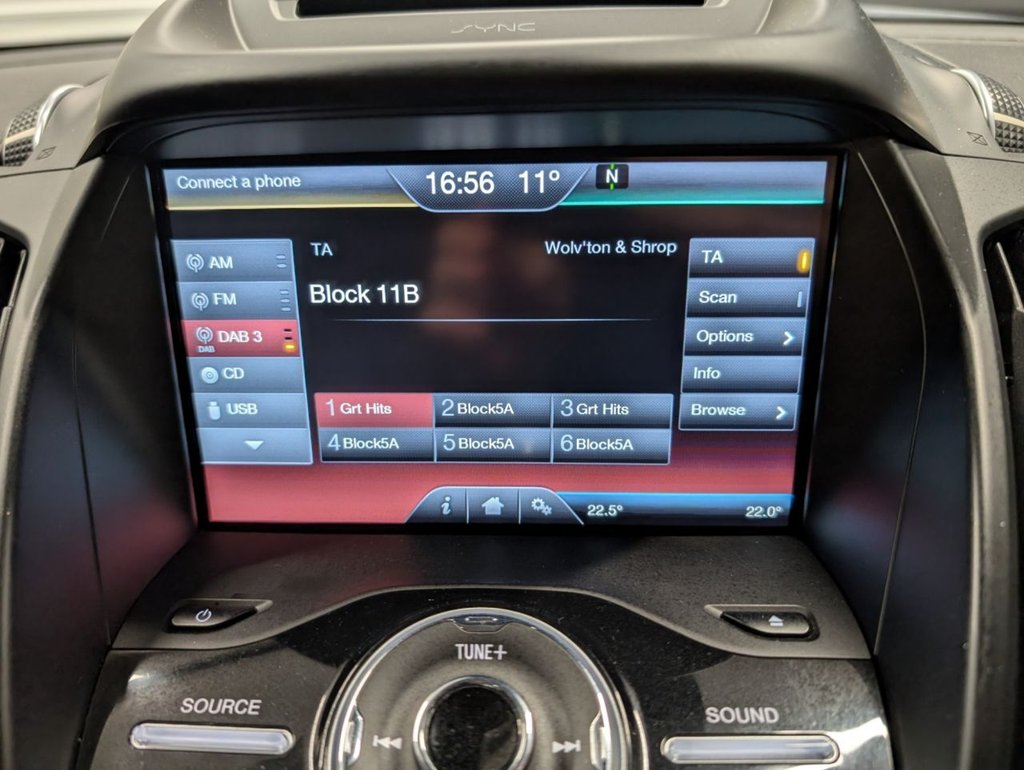 SYNC
Connect a phone
16:56 11°
N
AM
FM
DAB 3
DAB
CD
USB
TA
Wolv'ton & Shrop
Block 11B
1 Grt Hits
2 Block5A
3 Grt Hits
4 Block5A
5 Block5A
6 Block5A
TA
Scan
Options
Info
Browse
i
22.5°
22.0°
TUNE+
SOURCE
SOUND